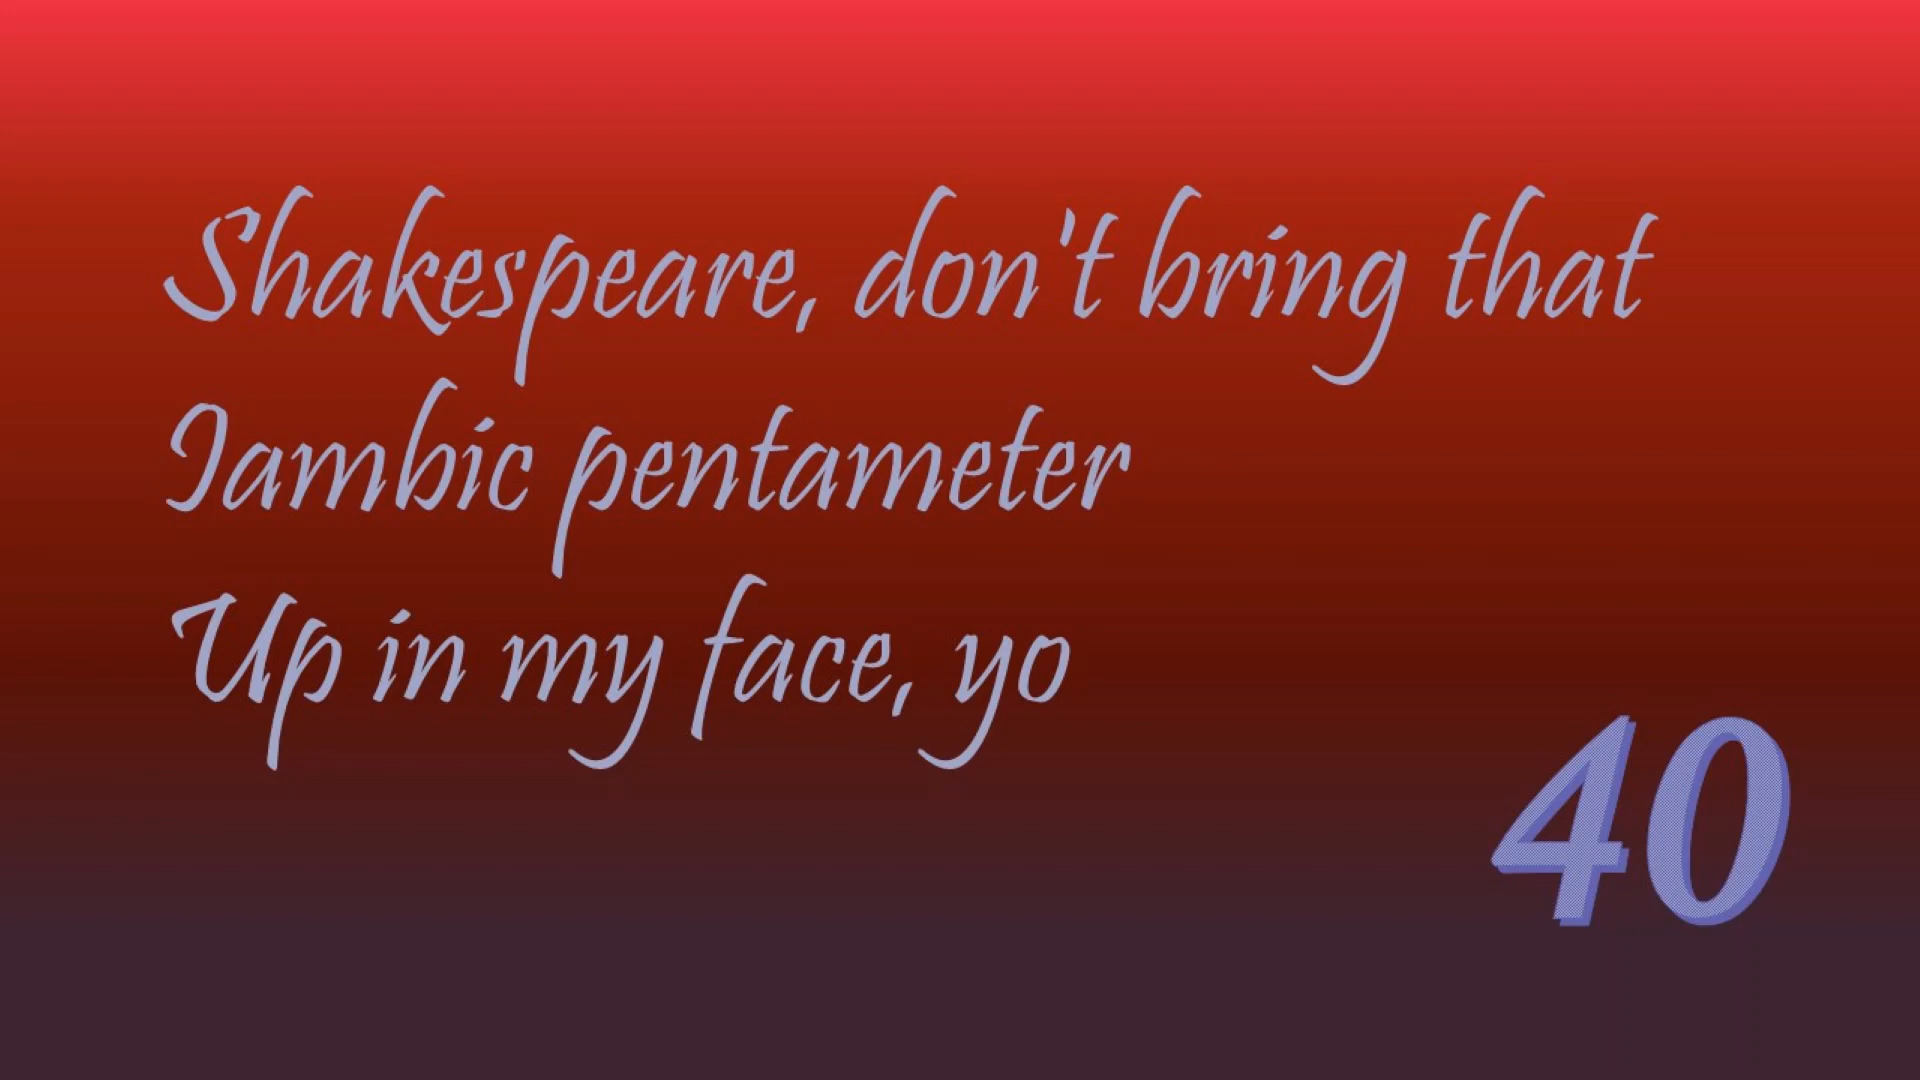 Shakespeare, don't bring that
Iambic pentameter
Up in my face, yo
40